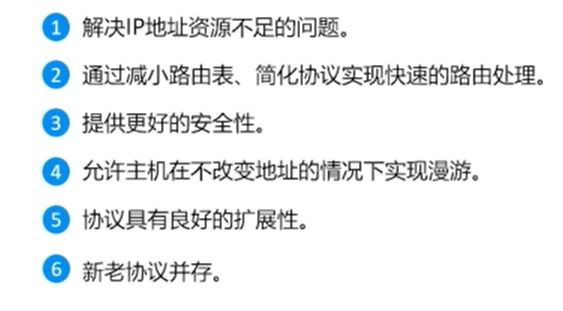 1 解决IP地址资源不足的问题。
2 通过减小路由表、简化协议实现快速的路由处理。
3 提供更好的安全性。
4 允许主机在不改变地址的情况下实现漫游。
5 协议具有良好的扩展性。
6 新老协议并存。